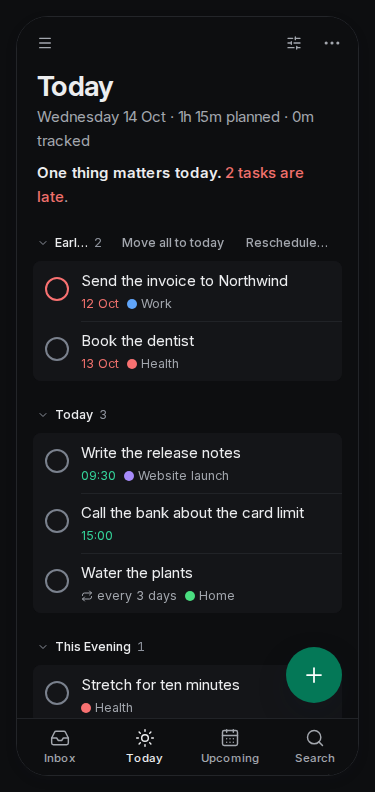 Today
Wednesday 14 Oct · 1h 15m planned · 0m
tracked
One thing matters today. 2 tasks are
late.
Earl… 2 Move all to today Reschedule…
Send the invoice to Northwind
12 Oct Work
Book the dentist
13 Oct Health
Today 3
Write the release notes
09:30 Website launch
Call the bank about the card limit
15:00
Water the plants
every 3 days Home
This Evening 1
Stretch for ten minutes
Health
Inbox Today Upcoming Search